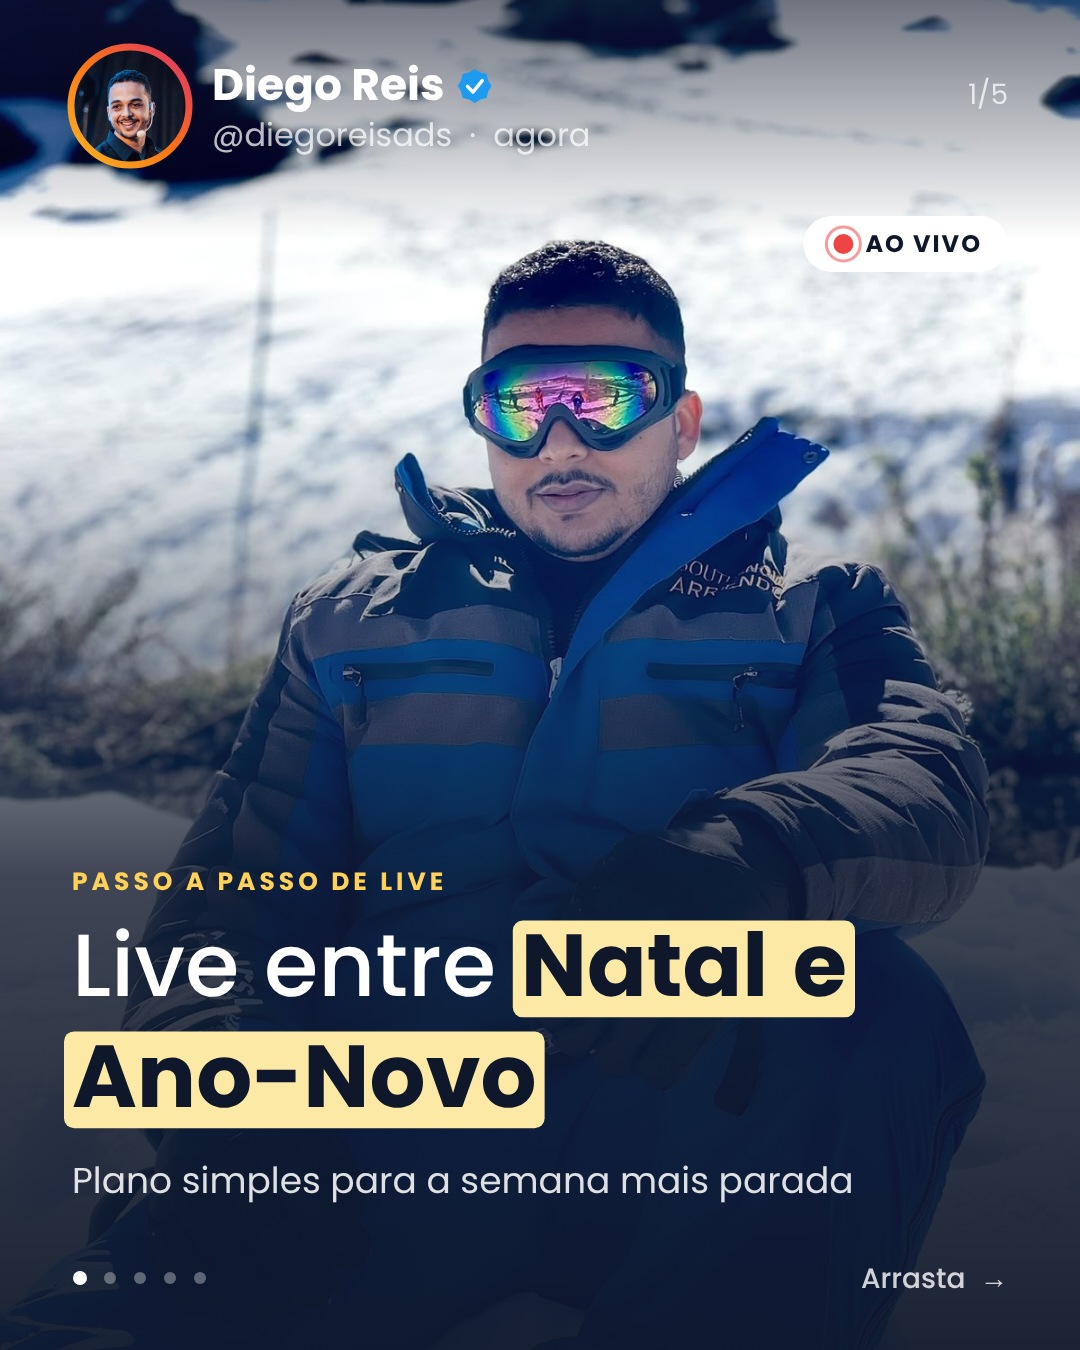 Diego Reis
@diegoreisads · agora
1/5
AO VIVO
PASSO A PASSO DE LIVE
Live entre Natal e
Ano-Novo
Plano simples para a semana mais parada
Arrasta →